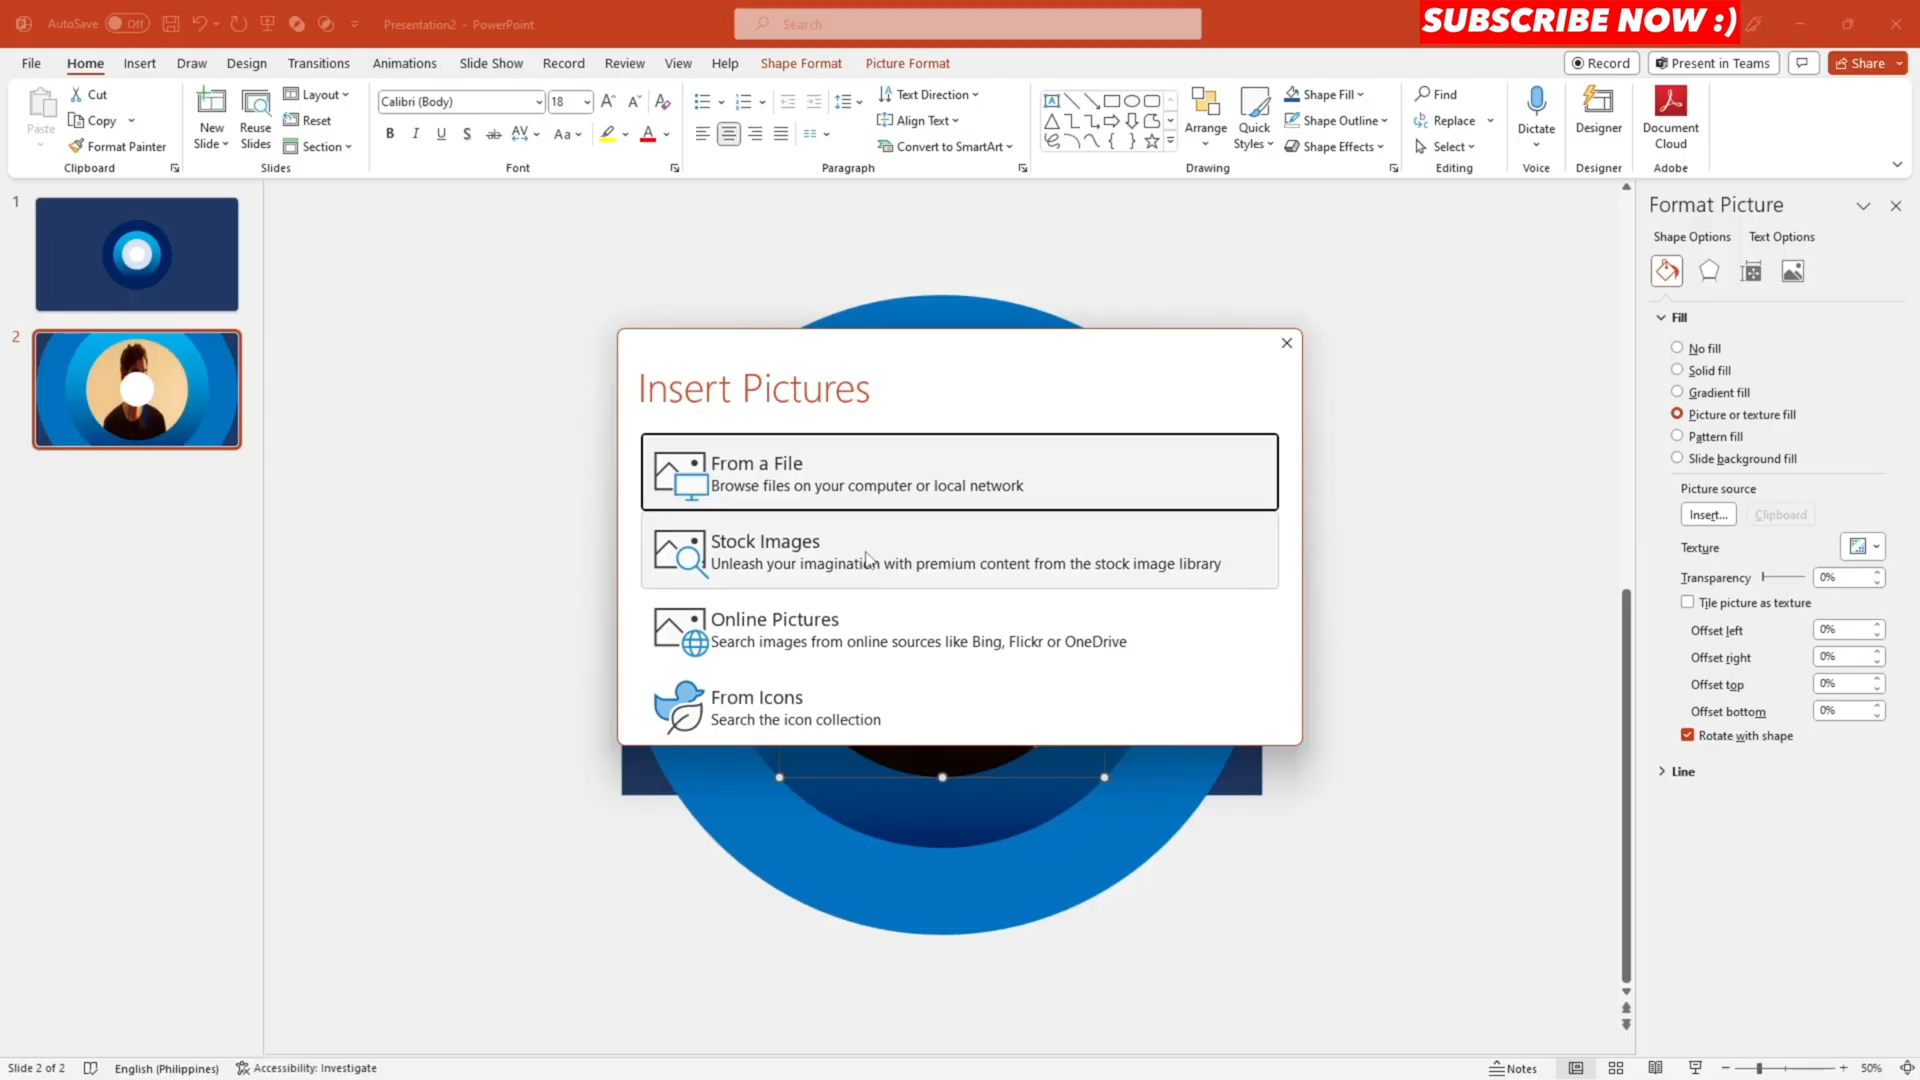 AutoSave Off Presentation2 - PowerPoint Search SUBSCRIBE NOW :)
File Home Insert Draw Design Transitions Animations Slide Show Record Review View Help Shape Format Picture Format Record Present in Teams Share
Paste
Cut
Copy
Format Painter
Clipboard
New Slide
Reuse Slides
Layout
Reset
Section
Slides
Calibri (Body) 18
B I U S ab AV Aa A
Font
Paragraph
Text Direction
Align Text
Convert to SmartArt
Arrange
Quick Styles
Shape Fill
Shape Outline
Shape Effects
Drawing
Find
Replace
Select
Editing
Dictate
Voice
Designer
Designer
Document Cloud
Adobe
1
2
Insert Pictures
From a File
Browse files on your computer or local network
Stock Images
Unleash your imagination with premium content from the stock image library
Online Pictures
Search images from online sources like Bing, Flickr or OneDrive
From Icons
Search the icon collection
Format Picture
Shape Options Text Options
Fill
No fill
Solid fill
Gradient fill
Picture or texture fill
Pattern fill
Slide background fill
Picture source
Insert... Clipboard
Texture
Transparency 0%
Tile picture as texture
Offset left 0%
Offset right 0%
Offset top 0%
Offset bottom 0%
Rotate with shape
Line
Slide 2 of 2 English (Philippines) Accessibility: Investigate Notes 50%